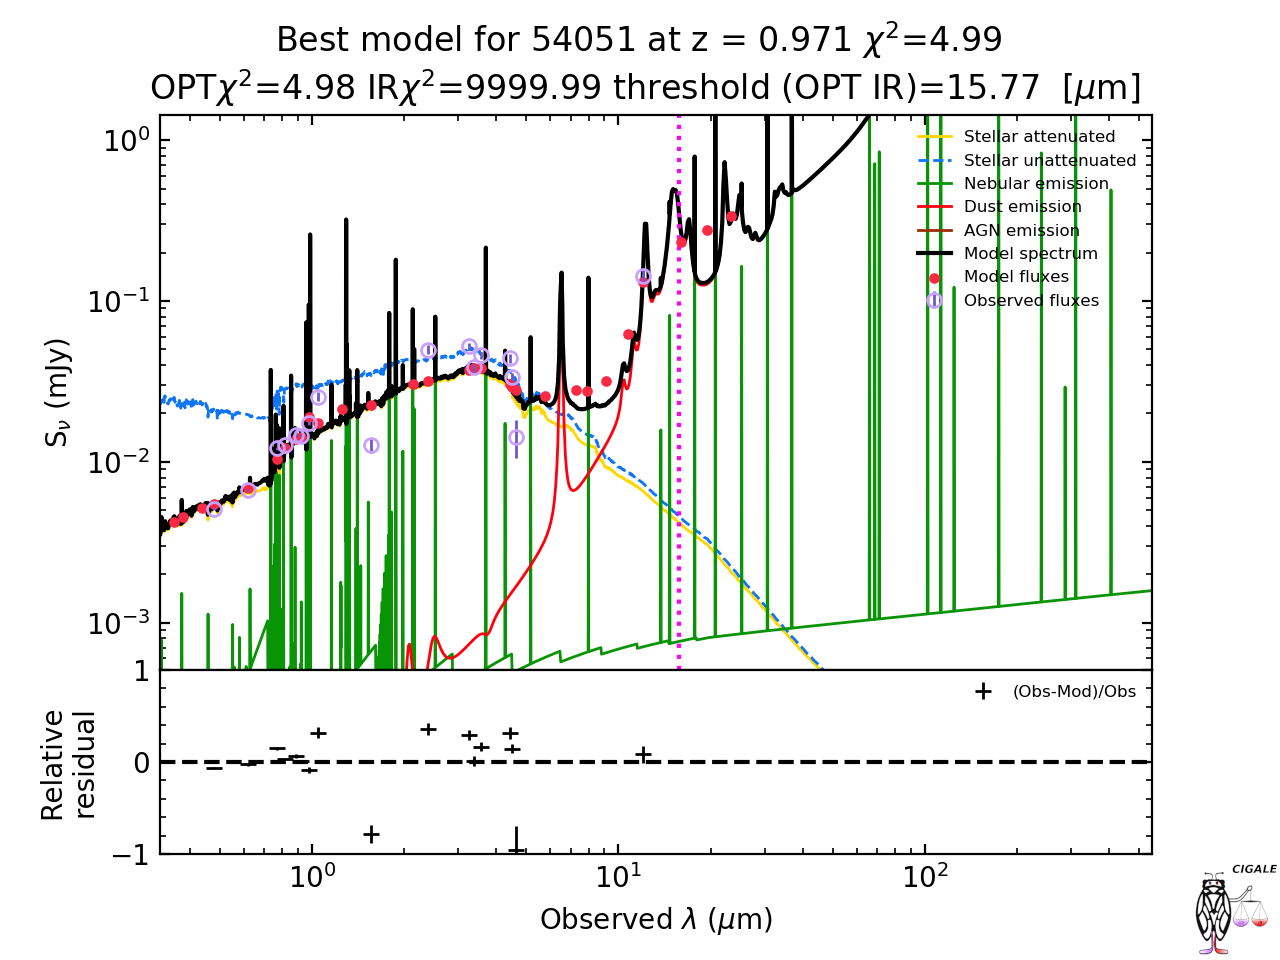 Best model for 54051 at z = 0.971 χ²=4.99
OPTχ²=4.98 IRχ²=9999.99 threshold (OPT IR)=15.77 [μm]
10⁰
10⁻¹
10⁻²
10⁻³
Sᵥ (mJy)
Stellar attenuated
Stellar unattenuated
Nebular emission
Dust emission
AGN emission
Model spectrum
Model fluxes
Observed fluxes
1
0
−1
Relative
residual
(Obs-Mod)/Obs
10⁰
10¹
10²
Observed λ (μm)
CIGALE